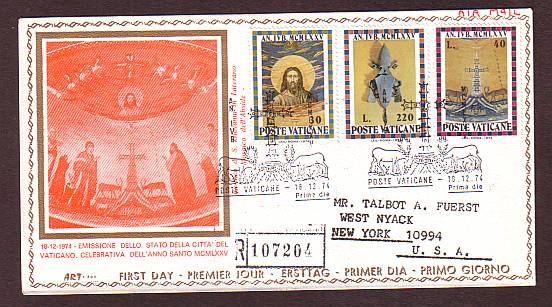 AIR MAIL
AN. IVB. MCMLXXV
30
POSTE VATICANE
AN. IVB. MCMLXXV
L. 220
POSTE VATICANE
AN. IVB. MCMLXXV
L. 40
POSTE VATICANE
POSTE VATICANE - 18.12.74
Prima die
POSTE VATICANE - 18.12.74
Prima die
MR. TALBOT A. FUERST
WEST NYACK
NEW YORK 10994
U. S. A.
18-12-1974 - EMISSIONE DELLO STATO DELLA CITTA' DEL
VATICANO, CELEBRATIVA DELL'ANNO SANTO MCMLXXV
R 107204
ART FIRST DAY - PREMIER JOUR - ERSTTAG - PRIMER DIA - PRIMO GIORNO